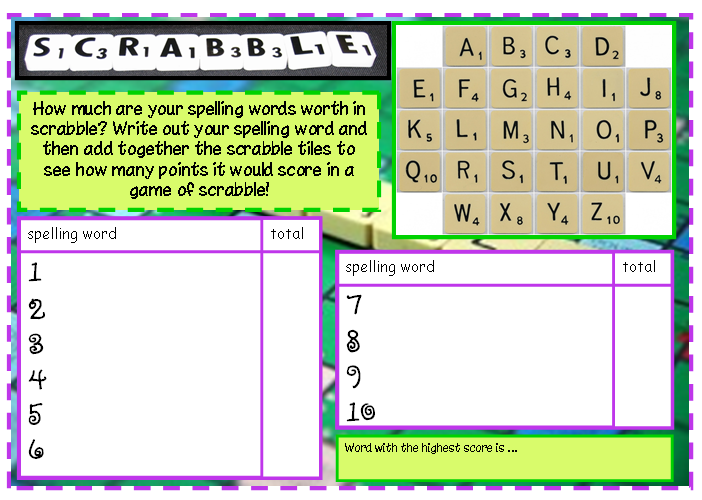 S1 C3 R1 A1 B3 B3 L1 E1
A1 B3 C3 D2
E1 F4 G2 H4 I1 J8
K5 L1 M3 N1 O1 P3
Q10 R1 S1 T1 U1 V4
W4 X8 Y4 Z10
How much are your spelling words worth in
scrabble? Write out your spelling word and
then add together the scrabble tiles to
see how many points it would score in a
game of scrabble!
spelling word total
1
2
3
4
5
6
spelling word total
7
8
9
10
Word with the highest score is ...